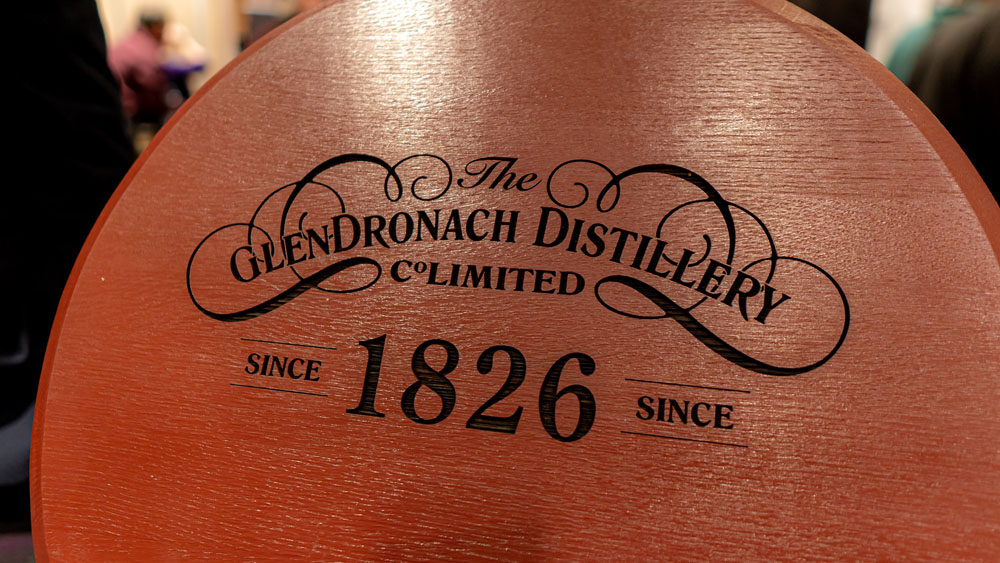 The
GLENDRONACH DISTILLERY
Cº LIMITED
SINCE 1826 SINCE